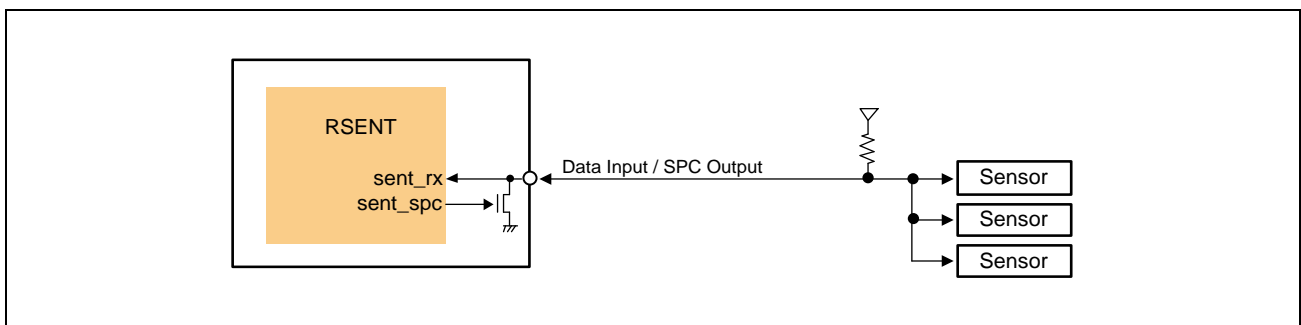 RSENT
sent_rx
sent_spc
Data Input / SPC Output
Sensor
Sensor
Sensor